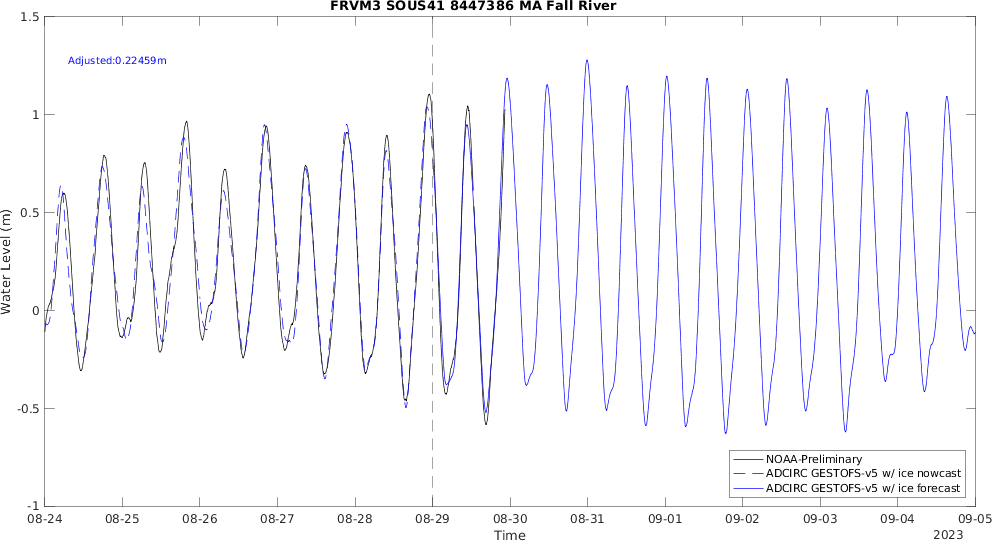 FRVM3 SOUS41 8447386 MA Fall River
Adjusted:0.22459m
Water Level (m)
1.5
1
0.5
0
-0.5
-1
08-24
08-25
08-26
08-27
08-28
08-29
08-30
08-31
09-01
09-02
09-03
09-04
09-05
Time
2023
NOAA-Preliminary
ADCIRC GESTOFS-v5 w/ ice nowcast
ADCIRC GESTOFS-v5 w/ ice forecast